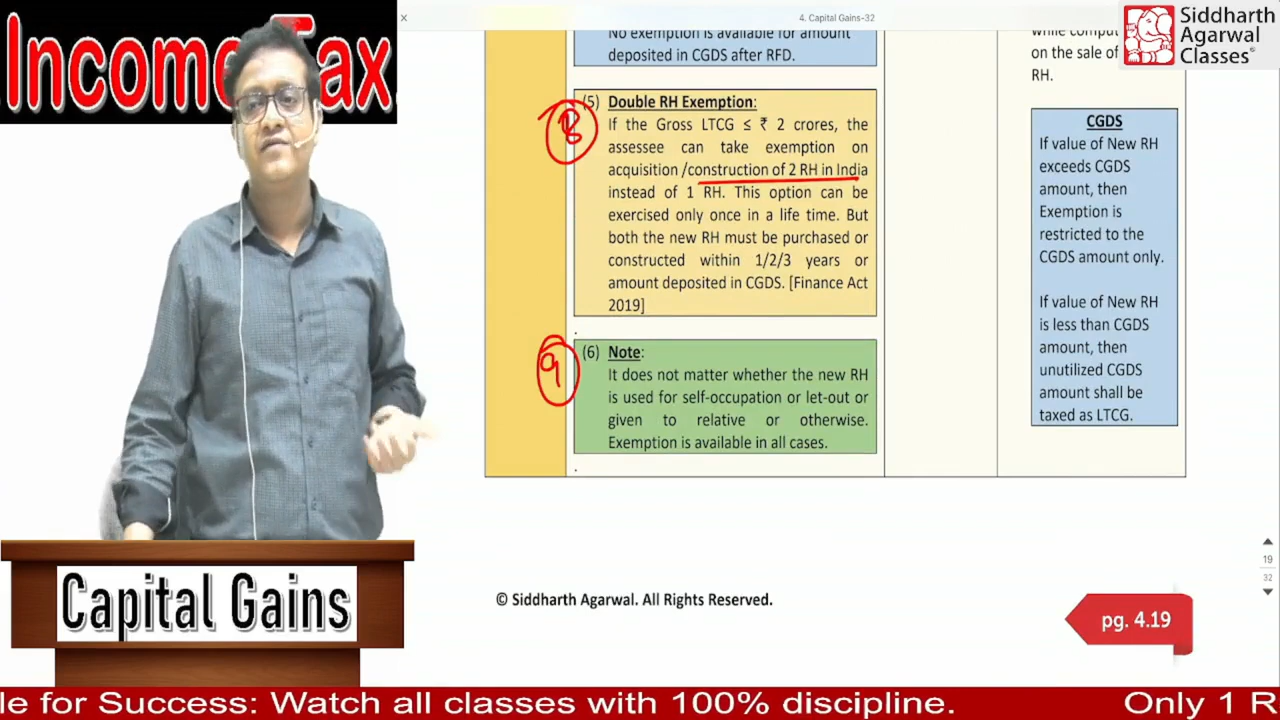 Income Tax
×
4. Capital Gains-32
Siddharth
Agarwal
Classes
No exemption is available for amount
deposited in CGDS after RFD.
while comput
on the sale of
RH.
8
(5) Double RH Exemption:
If the Gross LTCG ≤ ₹ 2 crores, the
assessee can take exemption on
acquisition /construction of 2 RH in India
instead of 1 RH. This option can be
exercised only once in a life time. But
both the new RH must be purchased or
constructed within 1/2/3 years or
amount deposited in CGDS. [Finance Act
2019]
.
9
(6) Note:
It does not matter whether the new RH
is used for self-occupation or let-out or
given to relative or otherwise.
Exemption is available in all cases.
.
CGDS
If value of New RH
exceeds CGDS
amount, then
Exemption is
restricted to the
CGDS amount only.
If value of New RH
is less than CGDS
amount, then
unutilized CGDS
amount shall be
taxed as LTCG.
19
32
Capital Gains
© Siddharth Agarwal. All Rights Reserved.
pg. 4.19
le for Success: Watch all classes with 100% discipline. Only 1 R